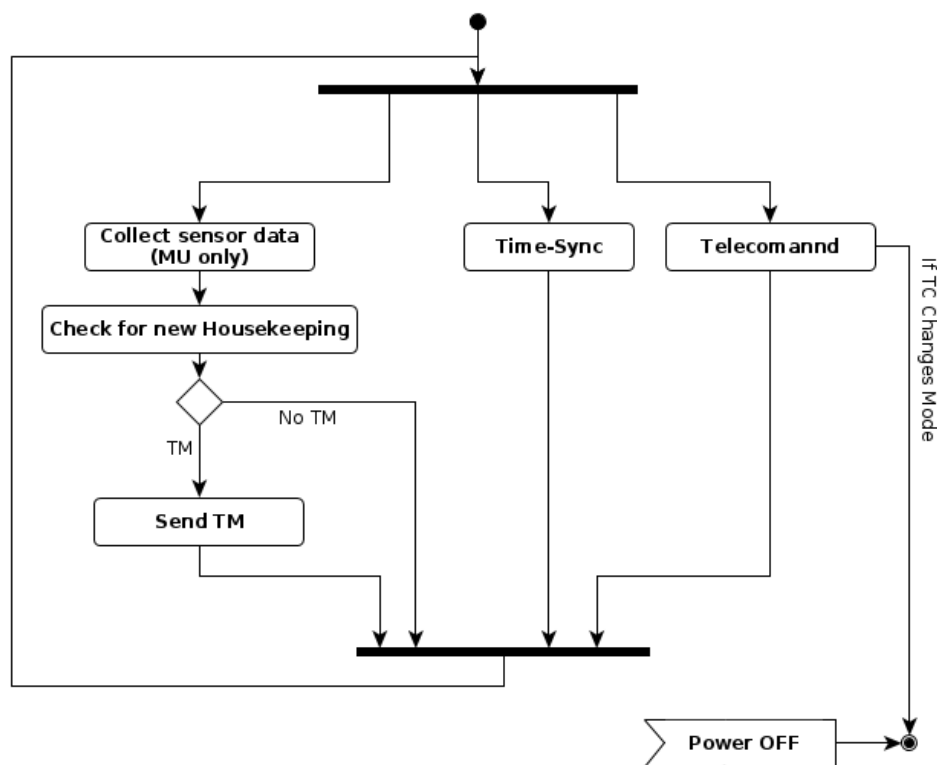 Collect sensor data
(MU only)
Time-Sync
Telecomannd
If TC Changes Mode
Check for new Housekeeping
No TM
TM
Send TM
Power OFF